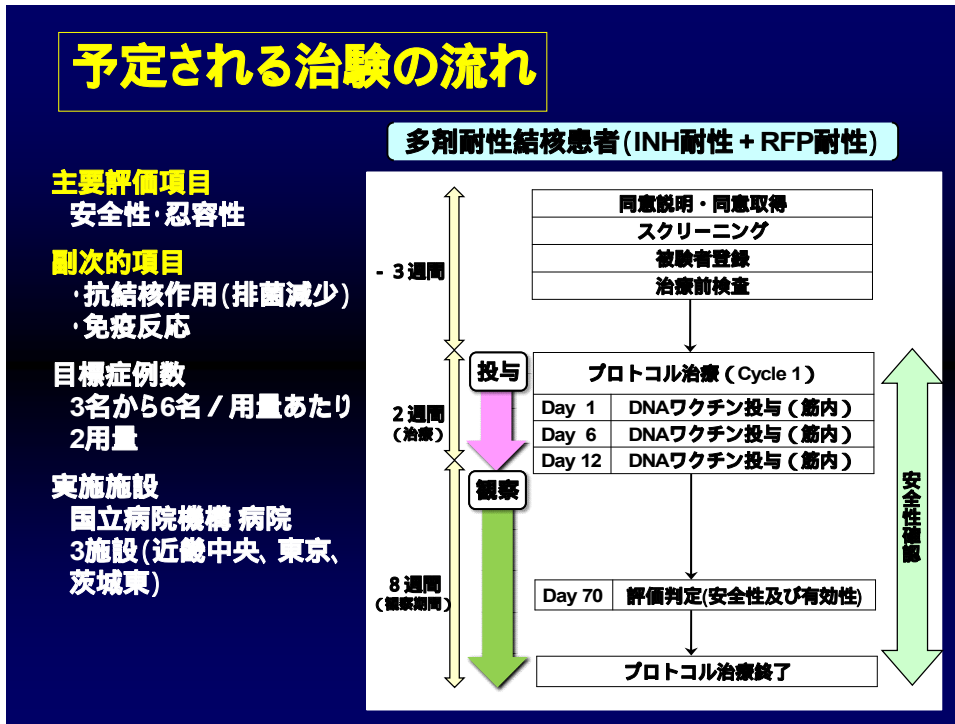 予定される治験の流れ
多剤耐性結核患者(INH耐性+RFP耐性)
主要評価項目
安全性・忍容性
副次的項目
・抗結核作用(排菌減少)
・免疫反応
目標症例数
3名から6名/用量あたり
2用量
実施施設
国立病院機構 病院
3施設(近畿中央、東京、
茨城東)
- 3週間
2週間
(治療)
8週間
(観察期間)
投与
観察
同意説明・同意取得
スクリーニング
被験者登録
治療前検査
プロトコル治療(Cycle 1)
Day 1 DNAワクチン投与(筋内)
Day 6 DNAワクチン投与(筋内)
Day 12 DNAワクチン投与(筋内)
Day 70 評価判定(安全性及び有効性)
プロトコル治療終了
安全性確認